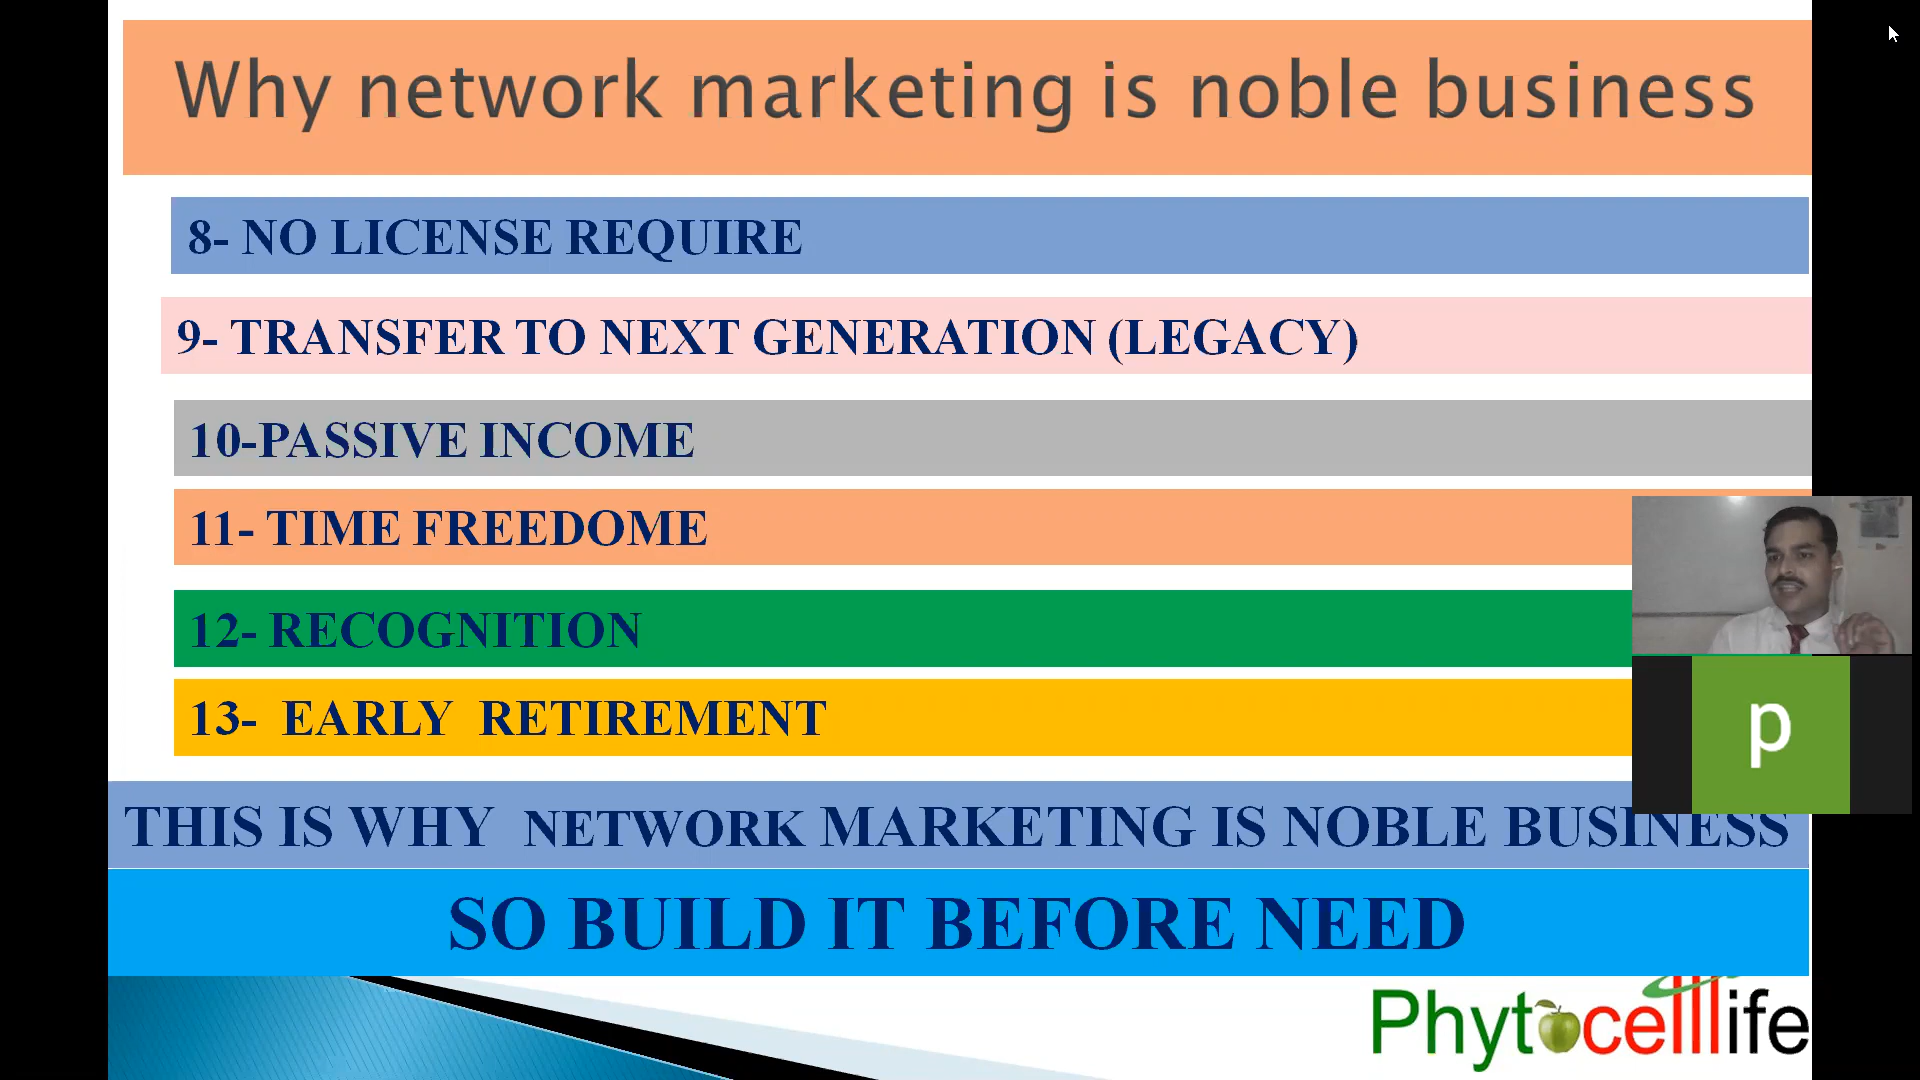 Why network marketing is noble business
8- NO LICENSE REQUIRE
9- TRANSFER TO NEXT GENERATION (LEGACY)
10-PASSIVE INCOME
11- TIME FREEDOME
12- RECOGNITION
13- EARLY RETIREMENT
p
THIS IS WHY NETWORK MARKETING IS NOBLE BUSINESS
SO BUILD IT BEFORE NEED
Phytocelllife